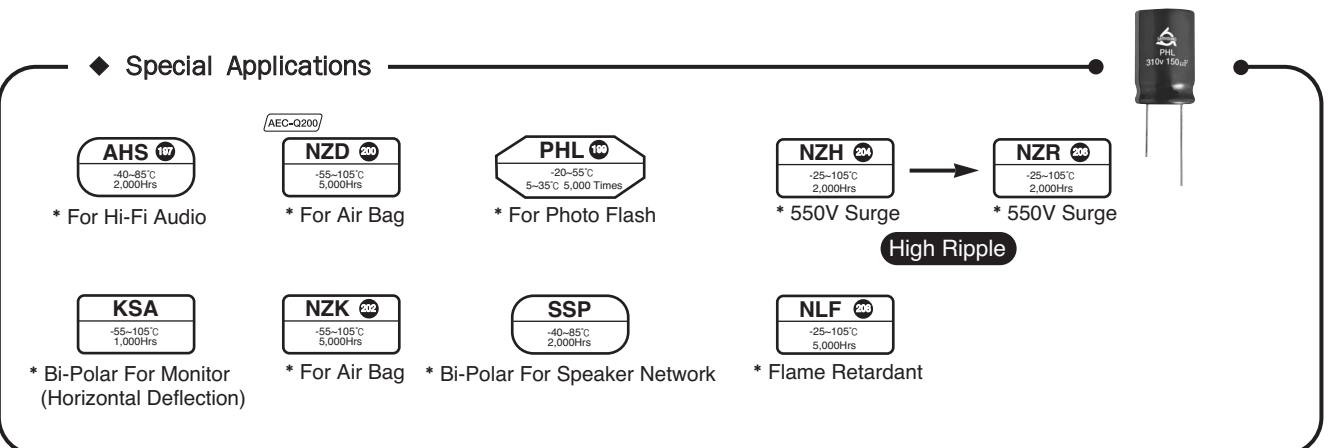 ◆ Special Applications
PHL
310v 150㎌
AEC-Q200
AHS 197
-40~85℃
2,000Hrs
* For Hi-Fi Audio
NZD 200
-55~105℃
5,000Hrs
* For Air Bag
PHL 199
-20~55℃
5~35℃ 5,000 Times
* For Photo Flash
NZH 204
-25~105℃
2,000Hrs
* 550V Surge
NZR 206
-25~105℃
2,000Hrs
* 550V Surge
High Ripple
KSA
-55~105℃
1,000Hrs
* Bi-Polar For Monitor
(Horizontal Deflection)
NZK 202
-55~105℃
5,000Hrs
* For Air Bag
SSP
-40~85℃
2,000Hrs
* Bi-Polar For Speaker Network
NLF 208
-25~105℃
5,000Hrs
* Flame Retardant